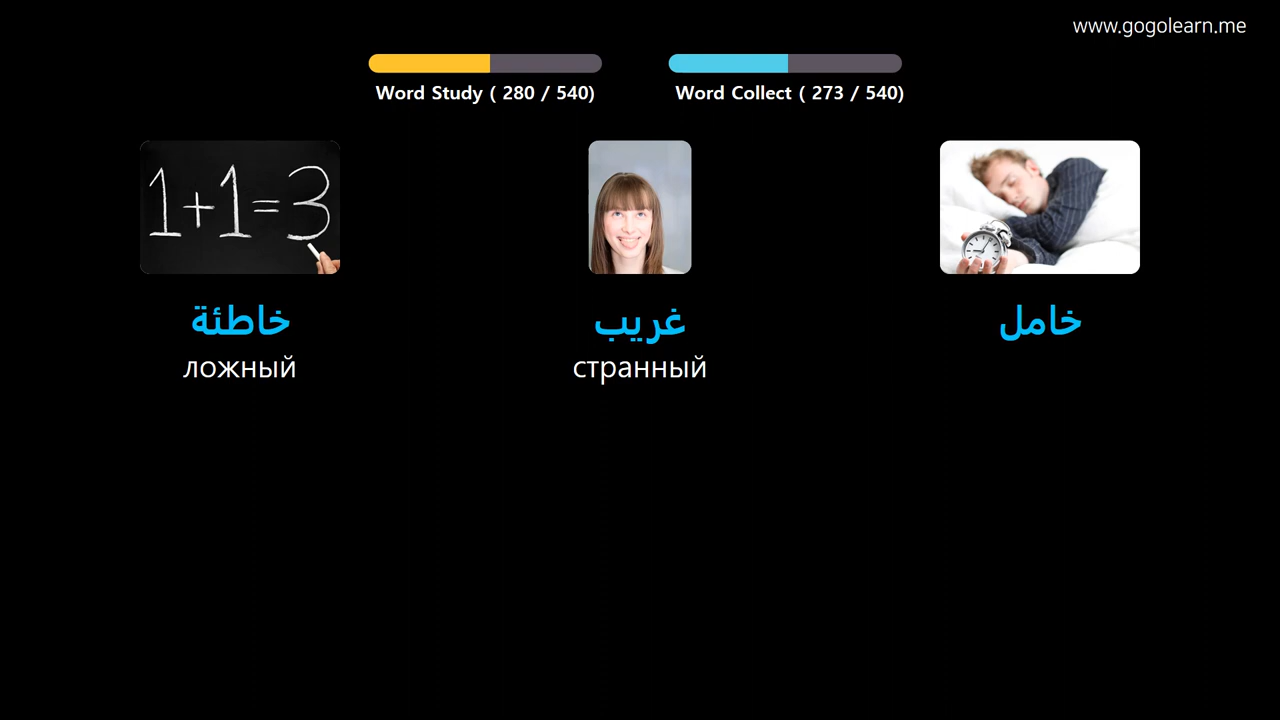 www.gogolearn.me
Word Study ( 280 / 540)
Word Collect ( 273 / 540)
1+1=3
خاطئة
ложный
غريب
странный
خامل